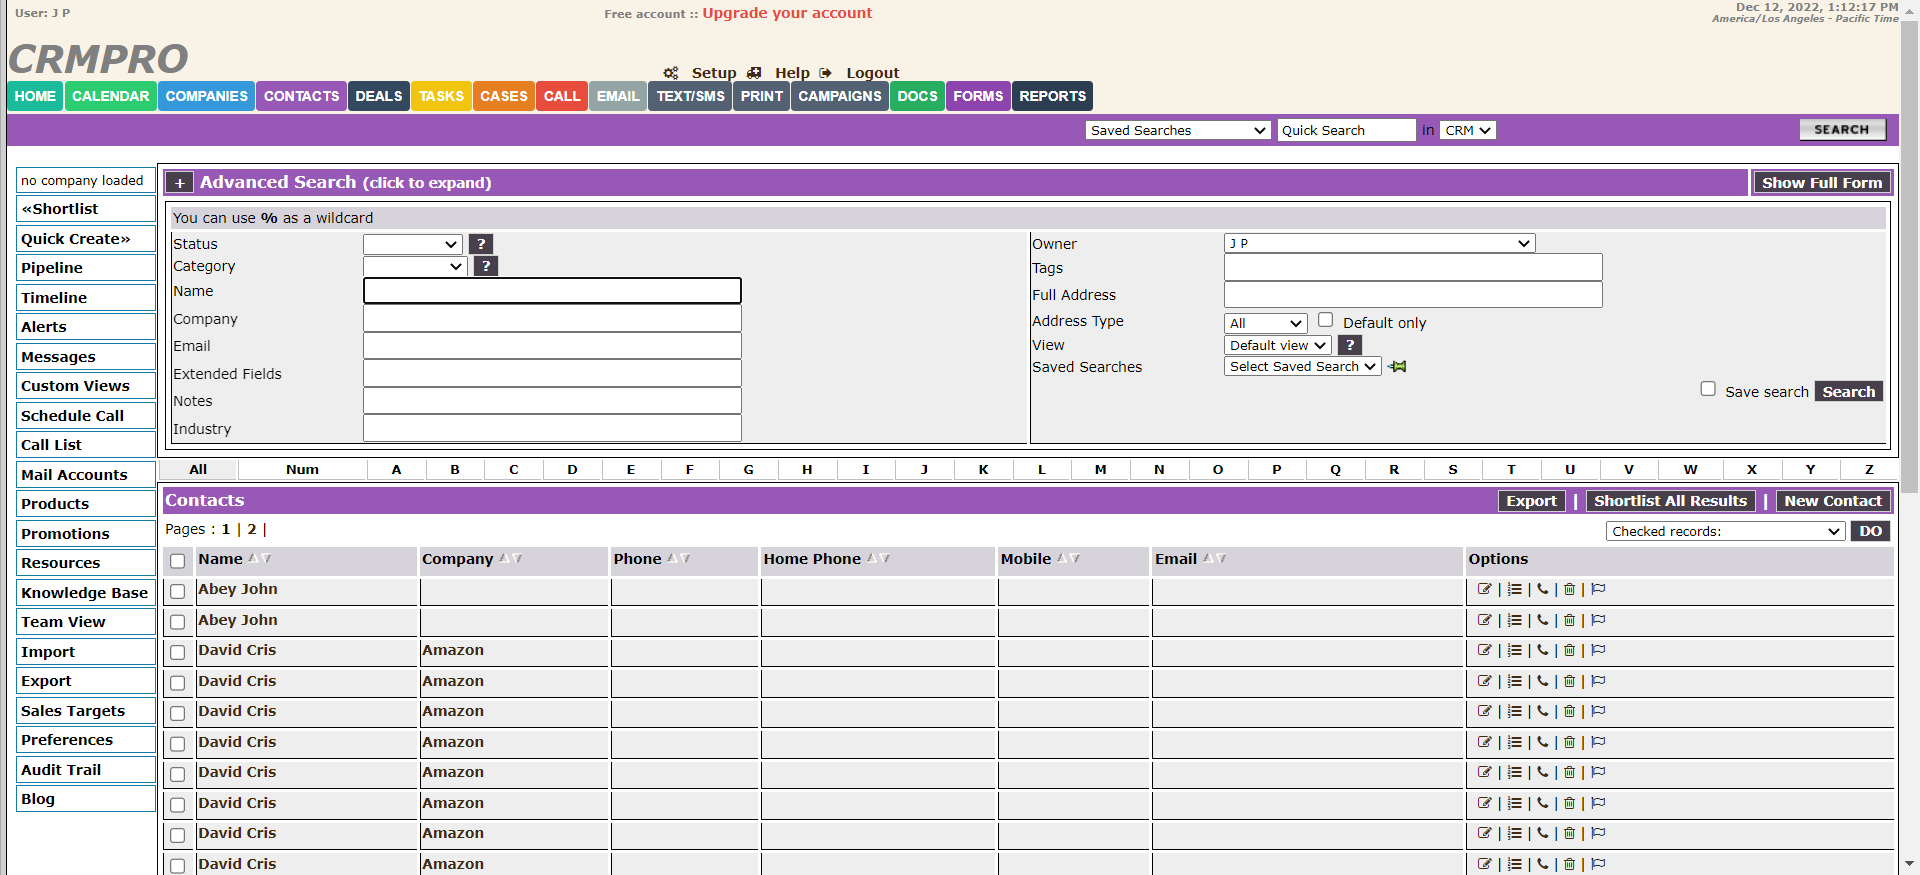 User: J P
Free account :: Upgrade your account
Dec 12, 2022, 1:12:17 PM
America/Los Angeles - Pacific Time
CRMPRO
Setup Help Logout
HOME CALENDAR COMPANIES CONTACTS DEALS TASKS CASES CALL EMAIL TEXT/SMS PRINT CAMPAIGNS DOCS FORMS REPORTS
Saved Searches Quick Search in CRM SEARCH
no company loaded
«Shortlist
Quick Create»
Pipeline
Timeline
Alerts
Messages
Custom Views
Schedule Call
Call List
Mail Accounts
Products
Promotions
Resources
Knowledge Base
Team View
Import
Export
Sales Targets
Preferences
Audit Trail
Blog
+ Advanced Search (click to expand) Show Full Form
You can use % as a wildcard
Status ?
Category ?
Name
Company
Email
Extended Fields
Notes
Industry
Owner J P
Tags
Full Address
Address Type All Default only
View Default view ?
Saved Searches Select Saved Search
Save search Search
All Num A B C D E F G H I J K L M N O P Q R S T U V W X Y Z
Contacts Export | Shortlist All Results | New Contact
Pages : 1 | 2 |
Checked records: DO
Name Company Phone Home Phone Mobile Email Options
Abey John | | | |
Abey John | | | |
David Cris Amazon | | | |
David Cris Amazon | | | |
David Cris Amazon | | | |
David Cris Amazon | | | |
David Cris Amazon | | | |
David Cris Amazon | | | |
David Cris Amazon | | | |
David Cris Amazon | | | |